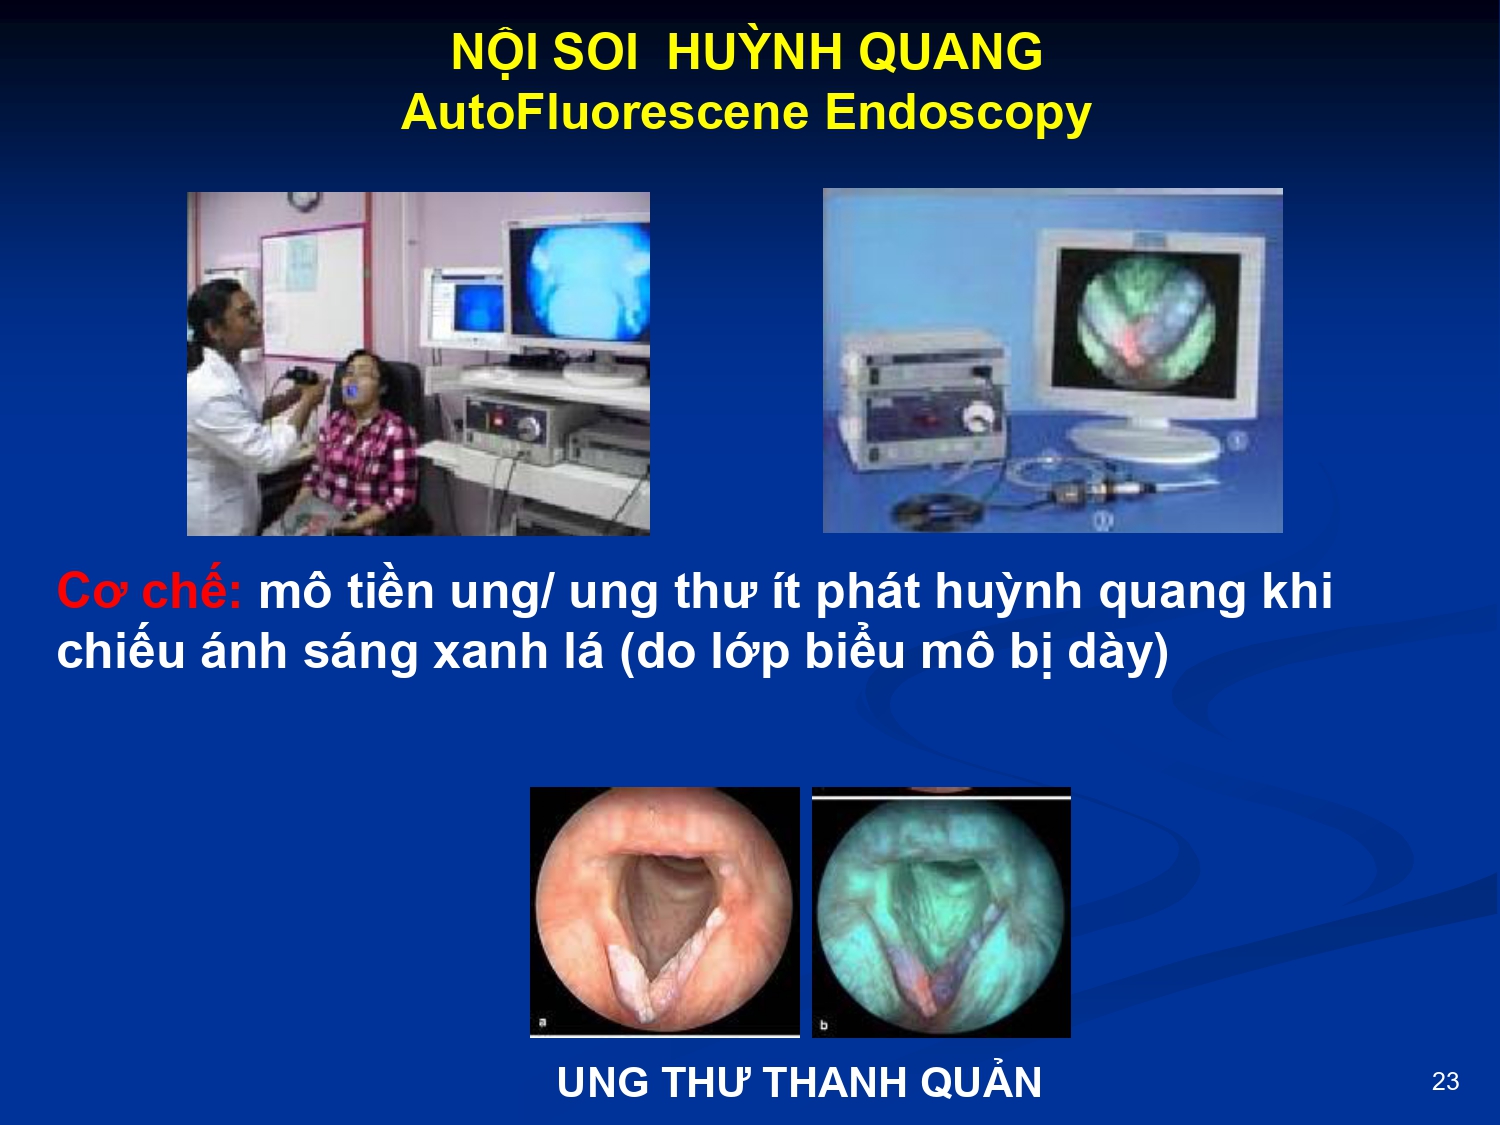 NỘI SOI HUỲNH QUANG
AutoFluorescene Endoscopy
Cơ chế: mô tiền ung/ ung thư ít phát huỳnh quang khi
chiếu ánh sáng xanh lá (do lớp biểu mô bị dày)
a
b
UNG THƯ THANH QUẢN
23